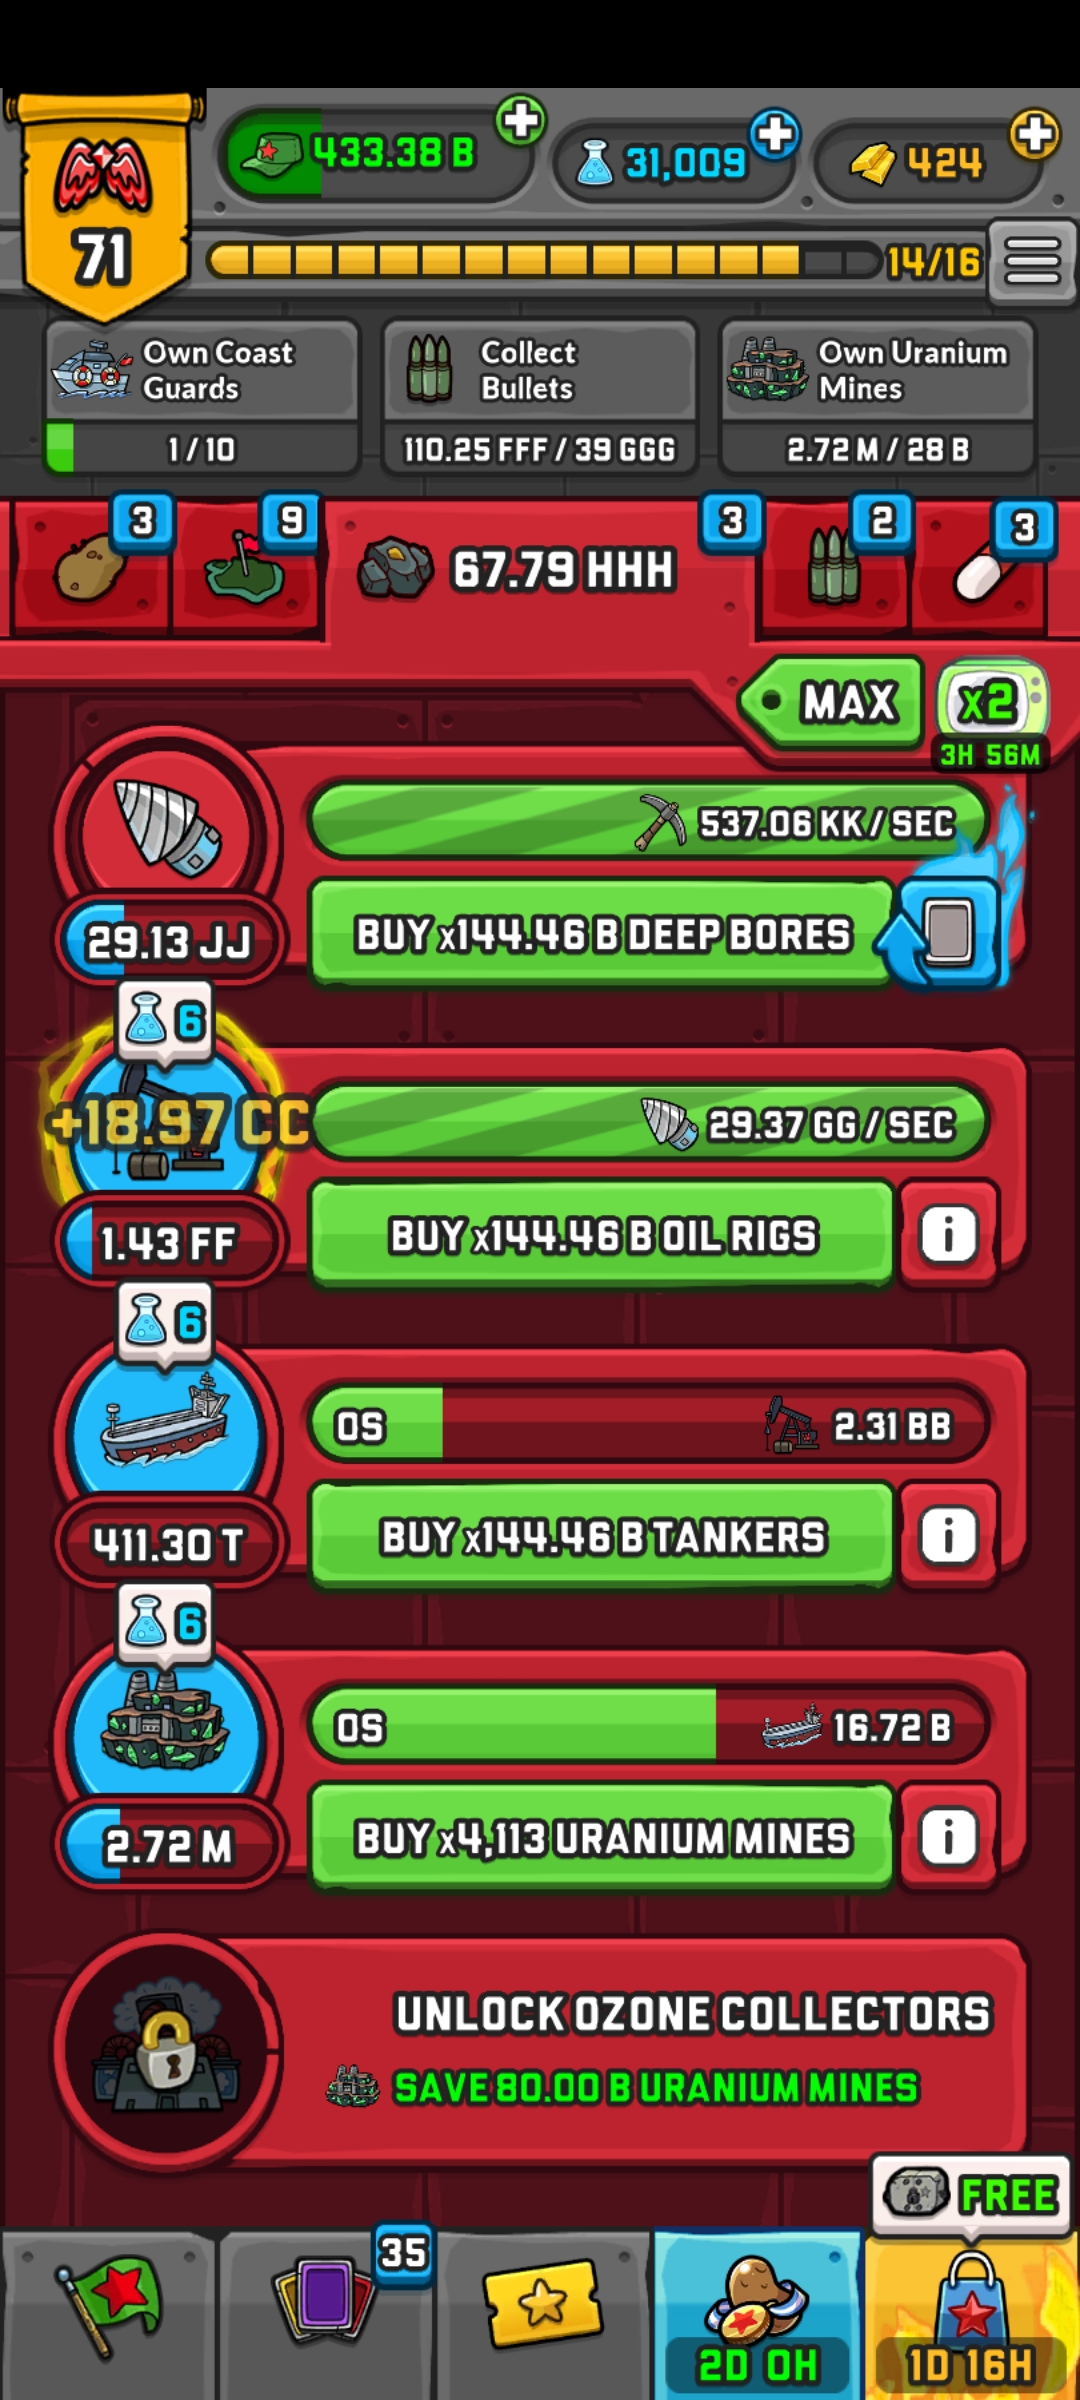 433.38 B
31,009
424
71
14/16
Own Coast
Guards
1/10
Collect
Bullets
110.25 FFF / 39 GGG
Own Uranium
Mines
2.72 M / 28 B
3
9
67.79 HHH
3
2
3
MAX
x2
3H 56M
537.06 KK/SEC
29.13 JJ
BUY x144.46 B DEEP BORES
6
+18.97 CC
29.37 GG/SEC
1.43 FF
BUY x144.46 B OIL RIGS
i
6
0S
2.31 BB
411.30 T
BUY x144.46 B TANKERS
i
6
0S
16.72 B
2.72 M
BUY x4,113 URANIUM MINES
i
UNLOCK OZONE COLLECTORS
SAVE 80.00 B URANIUM MINES
FREE
35
2D 0H
1D 16H